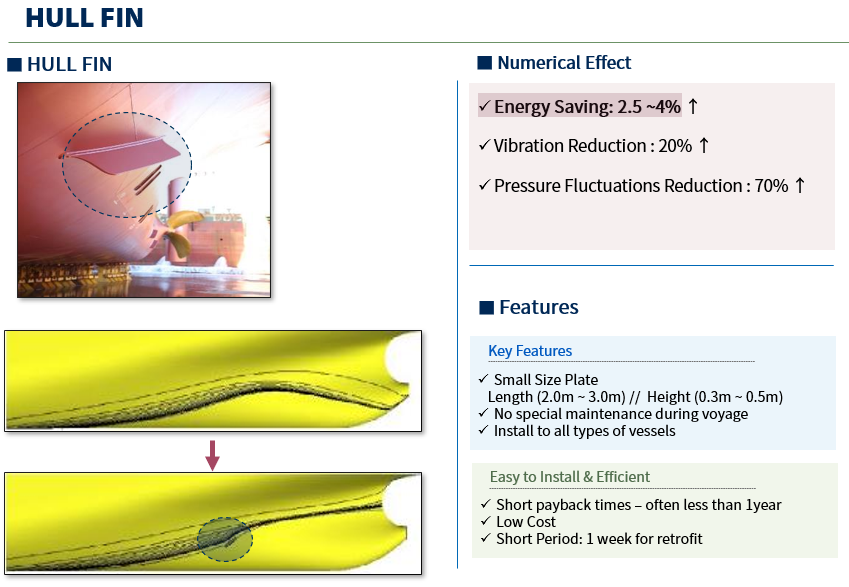 HULL FIN
■ HULL FIN
■ Numerical Effect
✓ Energy Saving: 2.5 ~4% ↑
✓ Vibration Reduction : 20% ↑
✓ Pressure Fluctuations Reduction : 70% ↑
■ Features
Key Features
✓ Small Size Plate
Length (2.0m ~ 3.0m) // Height (0.3m ~ 0.5m)
✓ No special maintenance during voyage
✓ Install to all types of vessels
Easy to Install & Efficient
✓ Short payback times – often less than 1year
✓ Low Cost
✓ Short Period: 1 week for retrofit